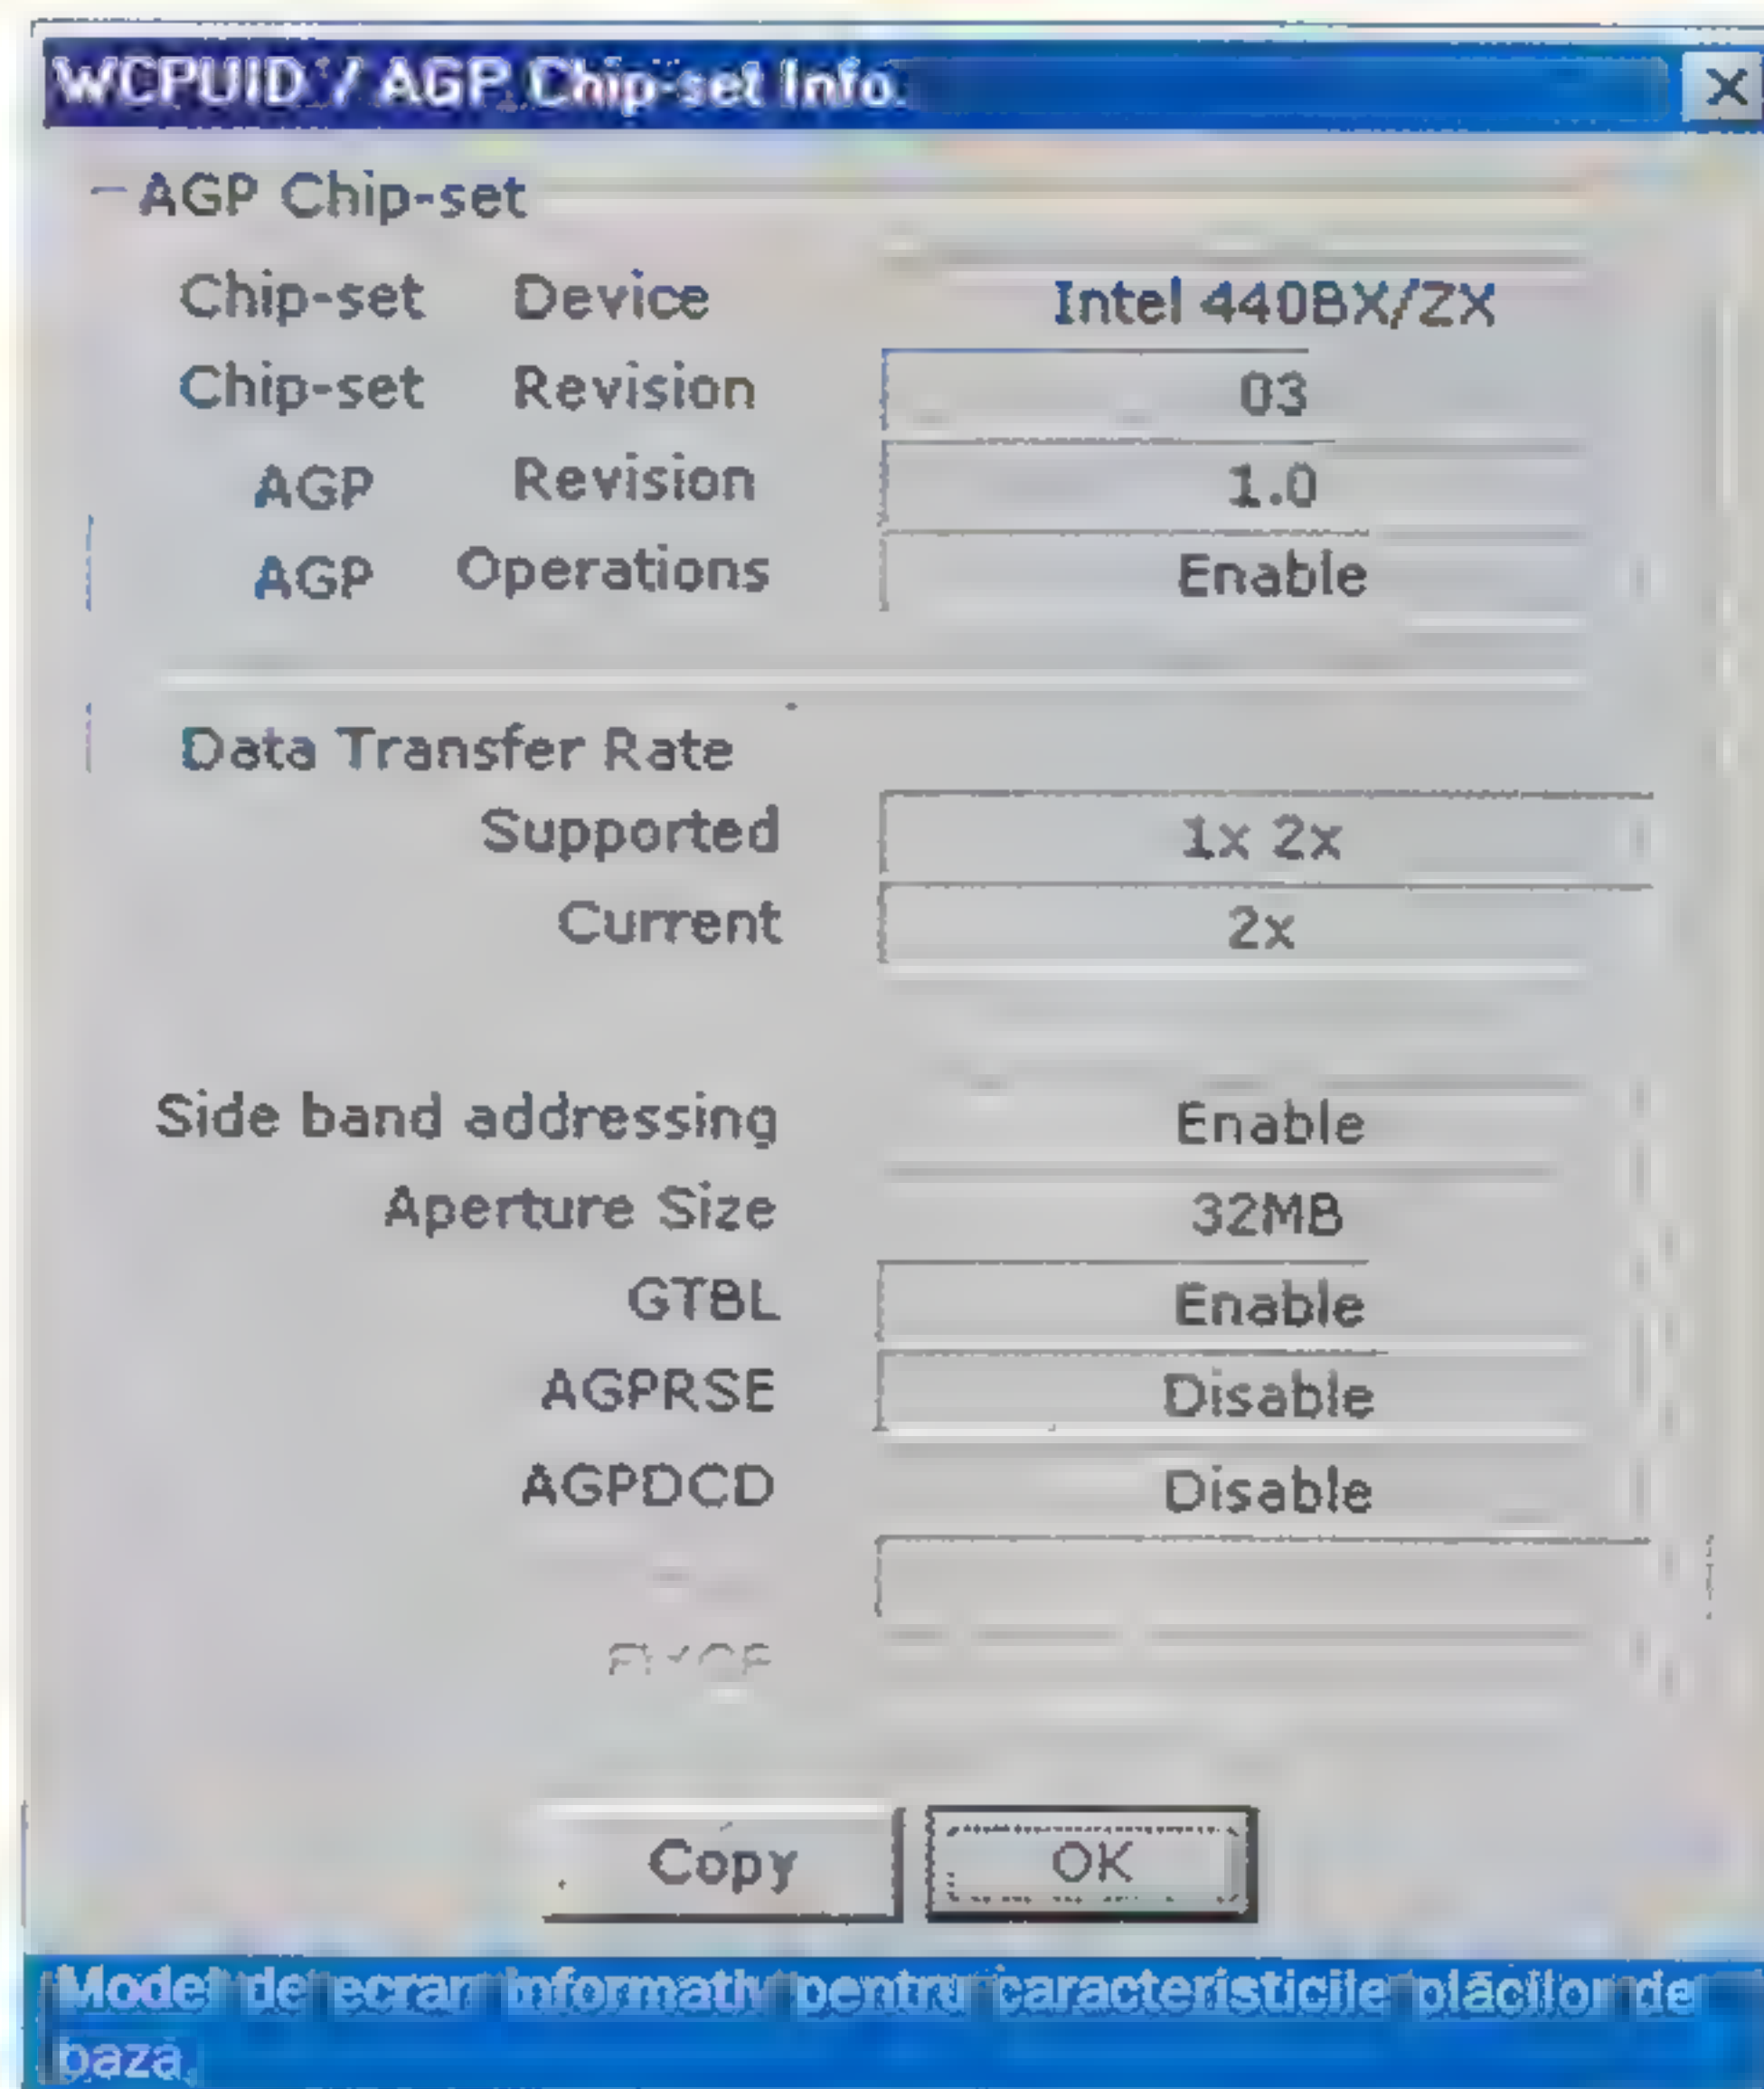 WCPUID / AGP Chip-set Info.
AGP Chip-set
Chip-set Device Intel 440BX/ZX
Chip-set Revision 03
AGP Revision 1.0
AGP Operations Enable
Data Transfer Rate
Supported 1x 2x
Current 2x
Side band addressing Enable
Aperture Size 32MB
GTBL Enable
AGPRSE Disable
AGPDCD Disable
Copy OK
Model de ecran informativ pentru caracteristicile plăcilor de
bază.